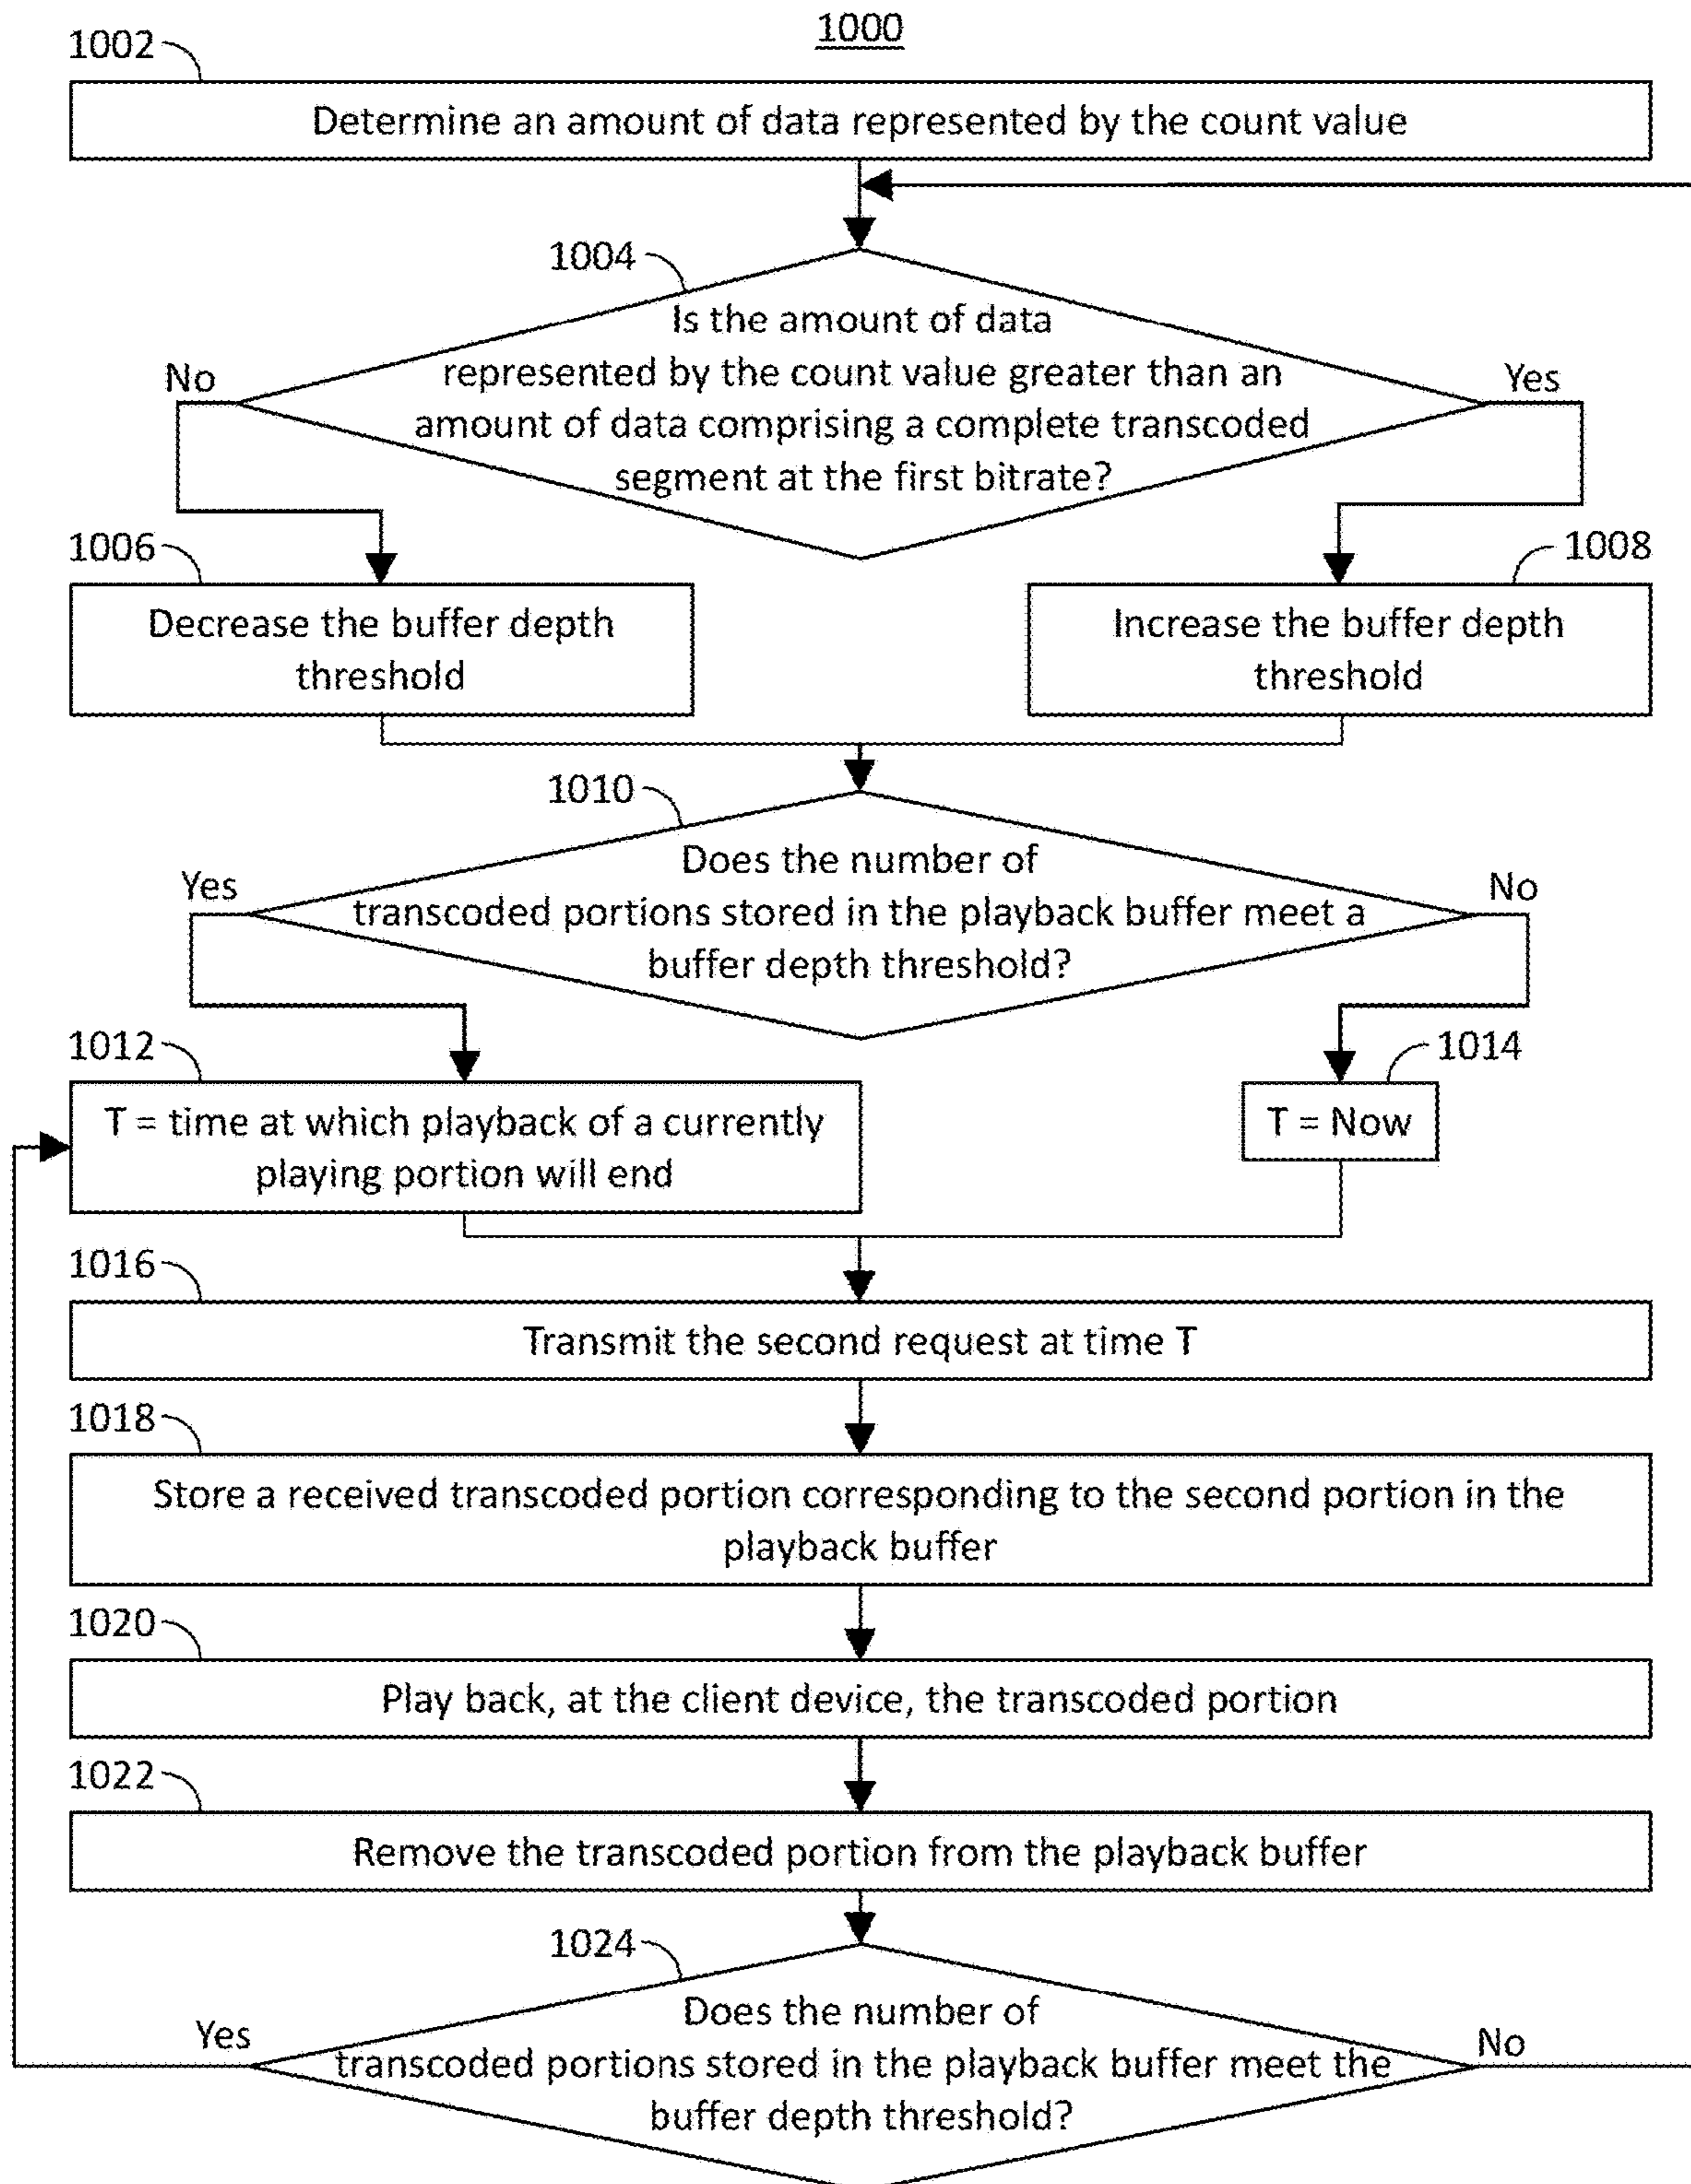 1000
1002
Determine an amount of data represented by the count value
1004
Is the amount of data
represented by the count value greater than an
amount of data comprising a complete transcoded
segment at the first bitrate?
No
Yes
1006
Decrease the buffer depth
threshold
1008
Increase the buffer depth
threshold
1010
Does the number of
transcoded portions stored in the playback buffer meet a
buffer depth threshold?
Yes
No
1012
T = time at which playback of a currently
playing portion will end
1014
T = Now
1016
Transmit the second request at time T
1018
Store a received transcoded portion corresponding to the second portion in the
playback buffer
1020
Play back, at the client device, the transcoded portion
1022
Remove the transcoded portion from the playback buffer
1024
Does the number of
transcoded portions stored in the playback buffer meet the
buffer depth threshold?
Yes
No